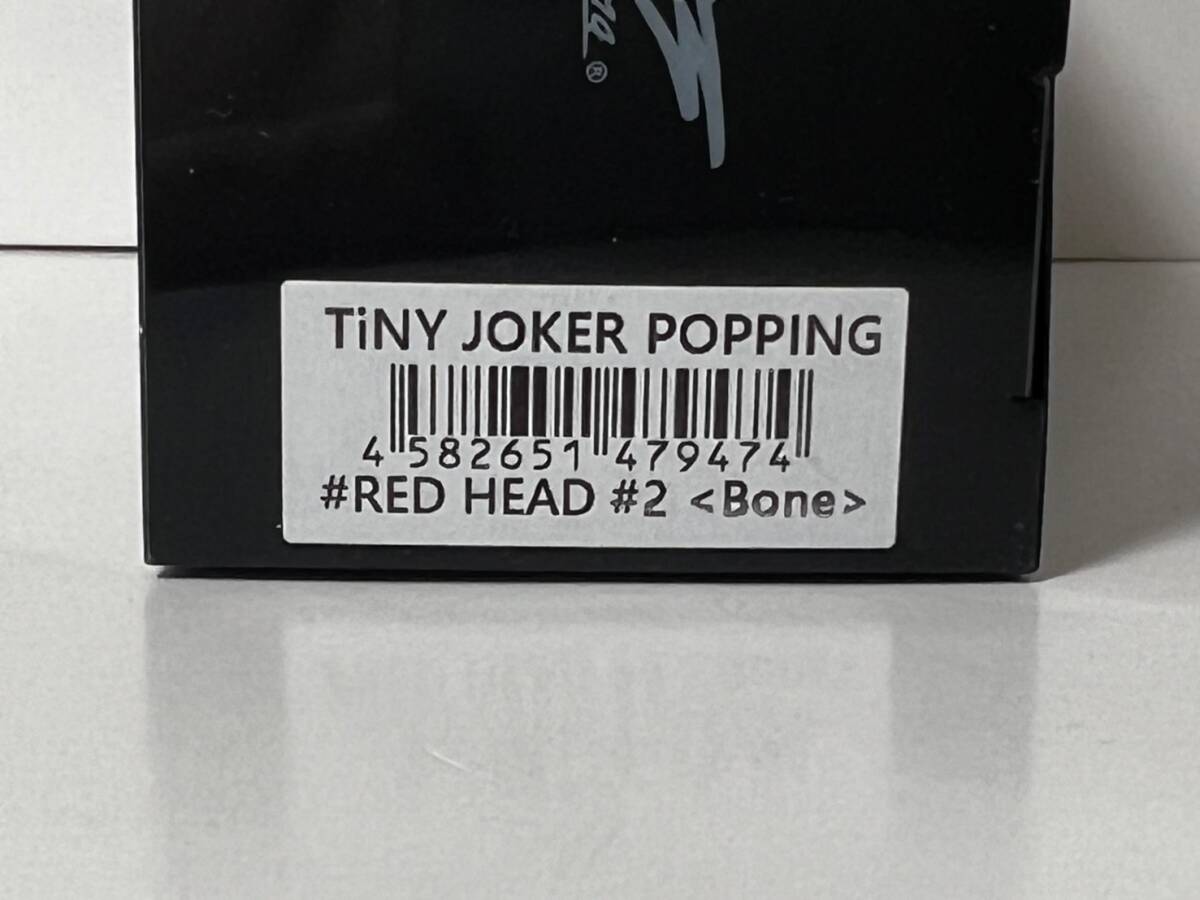 ®
TiNY JOKER POPPING
4 582651 479474
#RED HEAD #2 <Bone>